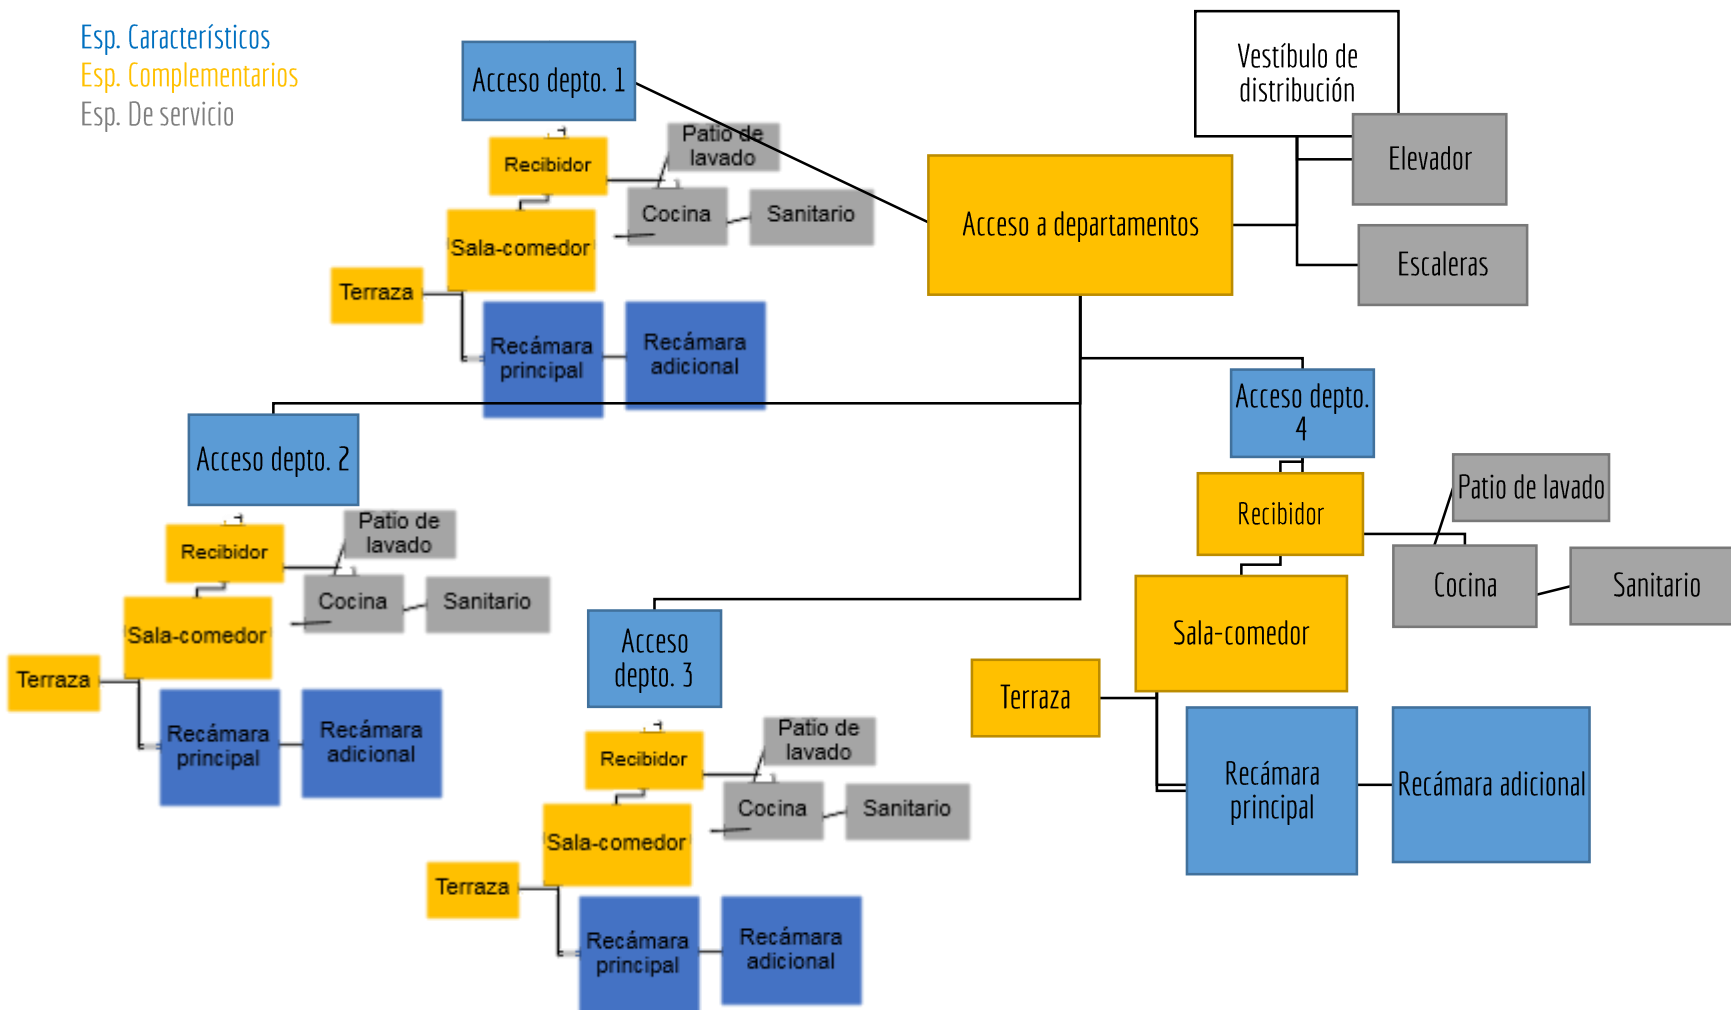 Esp. Característicos
Esp. Complementarios
Esp. De servicio
Acceso depto. 1
Recibidor
Patio de
lavado
Cocina
Sanitario
Sala-comedor
Terraza
Recámara
principal
Recámara
adicional
Vestíbulo de
distribución
Elevador
Acceso a departamentos
Escaleras
Acceso depto. 2
Recibidor
Patio de
lavado
Cocina
Sanitario
Sala-comedor
Terraza
Recámara
principal
Recámara
adicional
Acceso
depto. 3
Recibidor
Patio de
lavado
Cocina
Sanitario
Sala-comedor
Terraza
Recámara
principal
Recámara
adicional
Acceso depto.
4
Recibidor
Patio de lavado
Cocina
Sanitario
Sala-comedor
Terraza
Recámara
principal
Recámara adicional